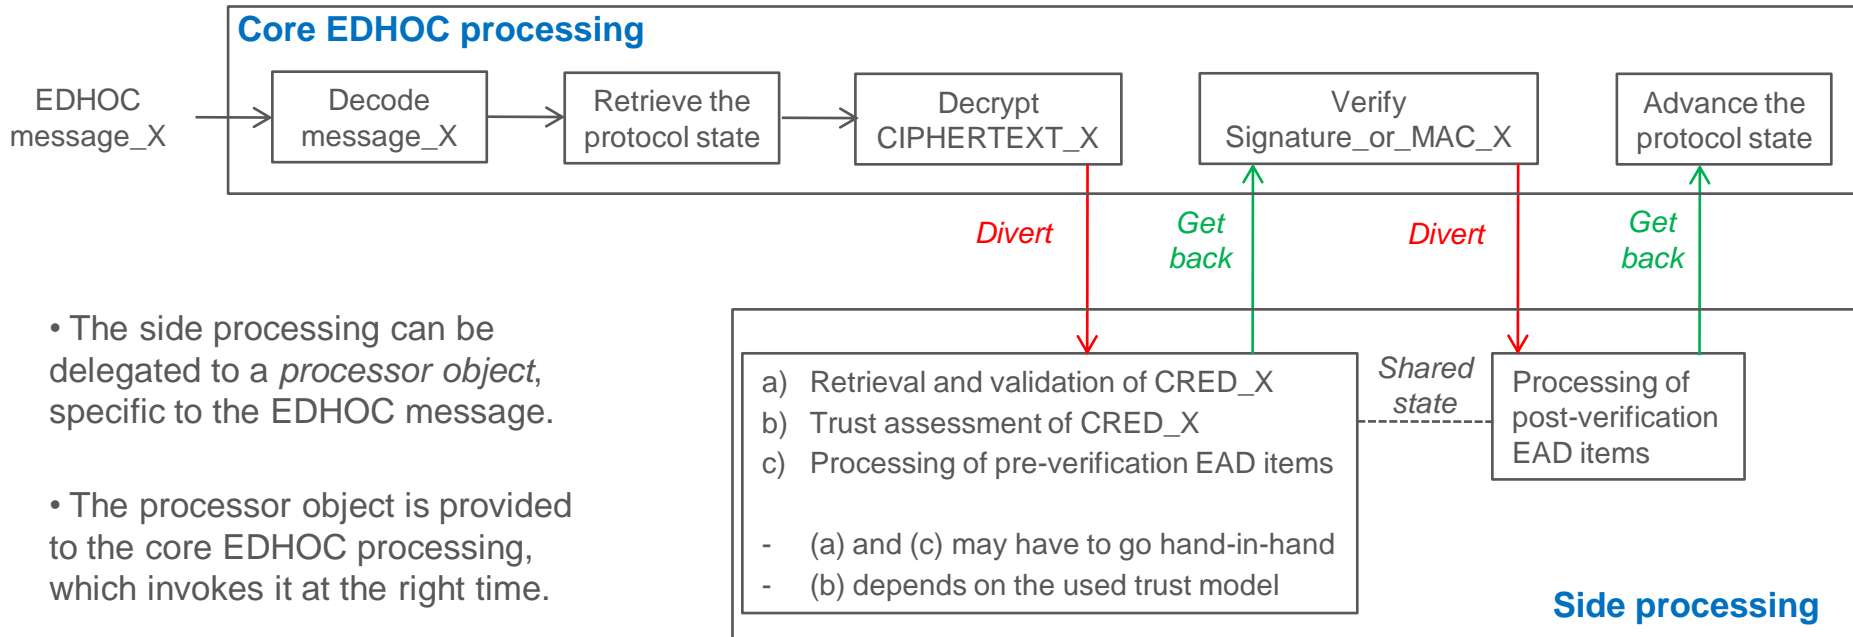 Core EDHOC processing
EDHOC
message_X
Decode
message_X
Retrieve the
protocol state
Decrypt
CIPHERTEXT_X
Verify
Signature_or_MAC_X
Advance the
protocol state
Divert
Get
back
Divert
Get
back
• The side processing can be
delegated to a processor object,
specific to the EDHOC message.
• The processor object is provided
to the core EDHOC processing,
which invokes it at the right time.
a) Retrieval and validation of CRED_X
b) Trust assessment of CRED_X
c) Processing of pre-verification EAD items
- (a) and (c) may have to go hand-in-hand
- (b) depends on the used trust model
Shared
state
Processing of
post-verification
EAD items
Side processing